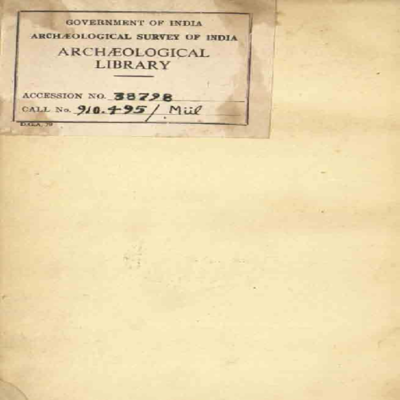 GOVERNMENT OF INDIA
ARCHÆOLOGICAL SURVEY OF INDIA
ARCHÆOLOGICAL
LIBRARY
ACCESSION NO. 38798
CALL No. 910.495/Mül